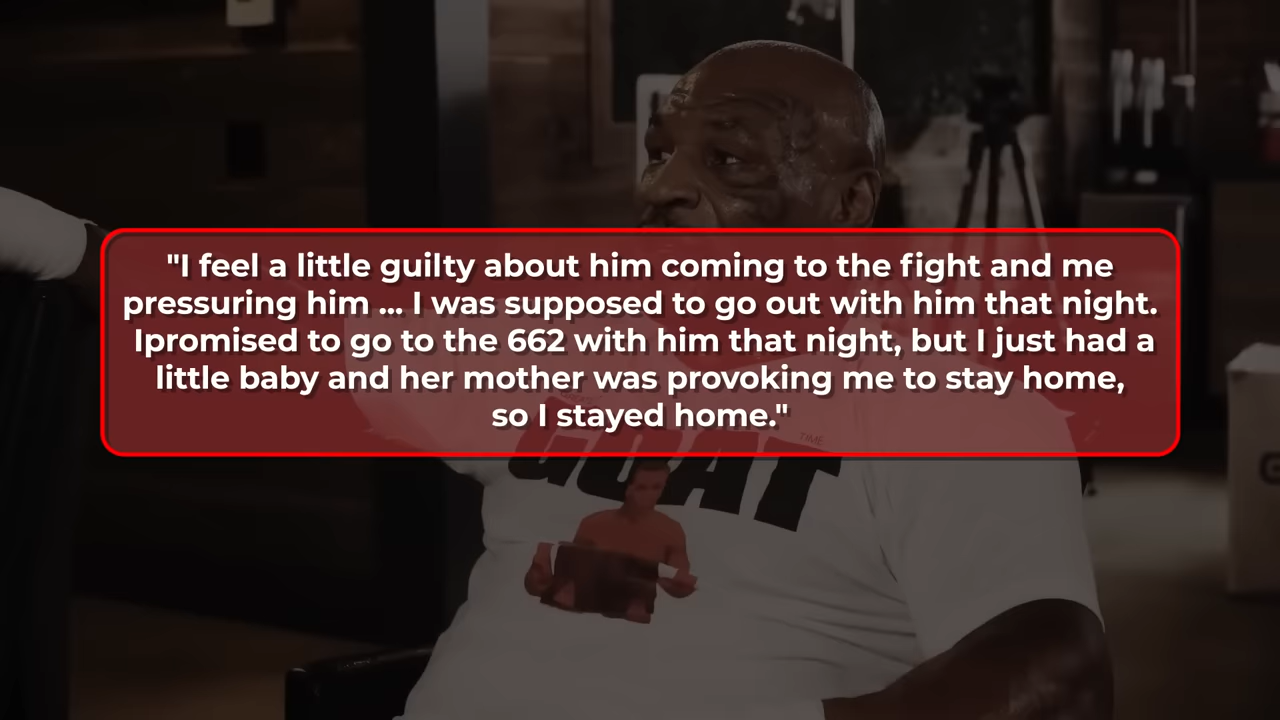 "I feel a little guilty about him coming to the fight and me
pressuring him ... I was supposed to go out with him that night.
Ipromised to go to the 662 with him that night, but I just had a
little baby and her mother was provoking me to stay home,
so I stayed home."
TIME
GOAT